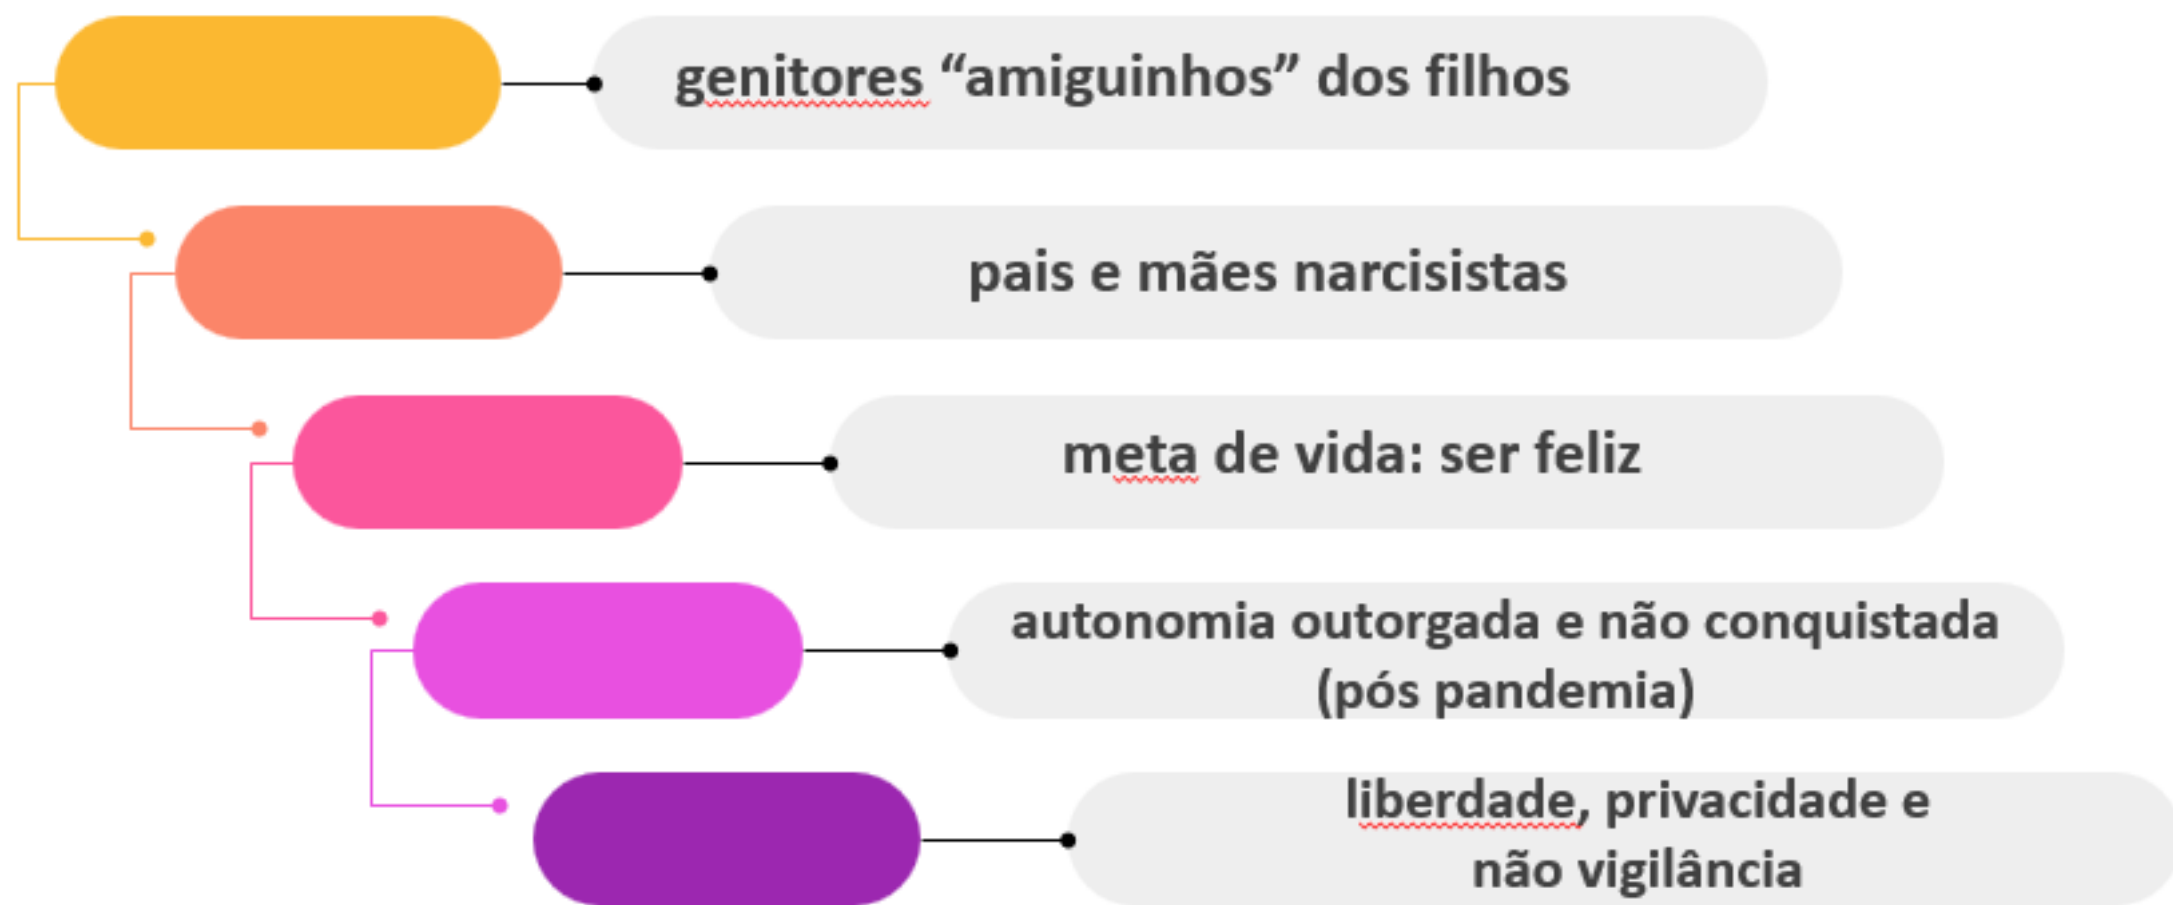 genitores “amiguinhos” dos filhos
pais e mães narcisistas
meta de vida: ser feliz
autonomia outorgada e não conquistada
(pós pandemia)
liberdade, privacidade e
não vigilância